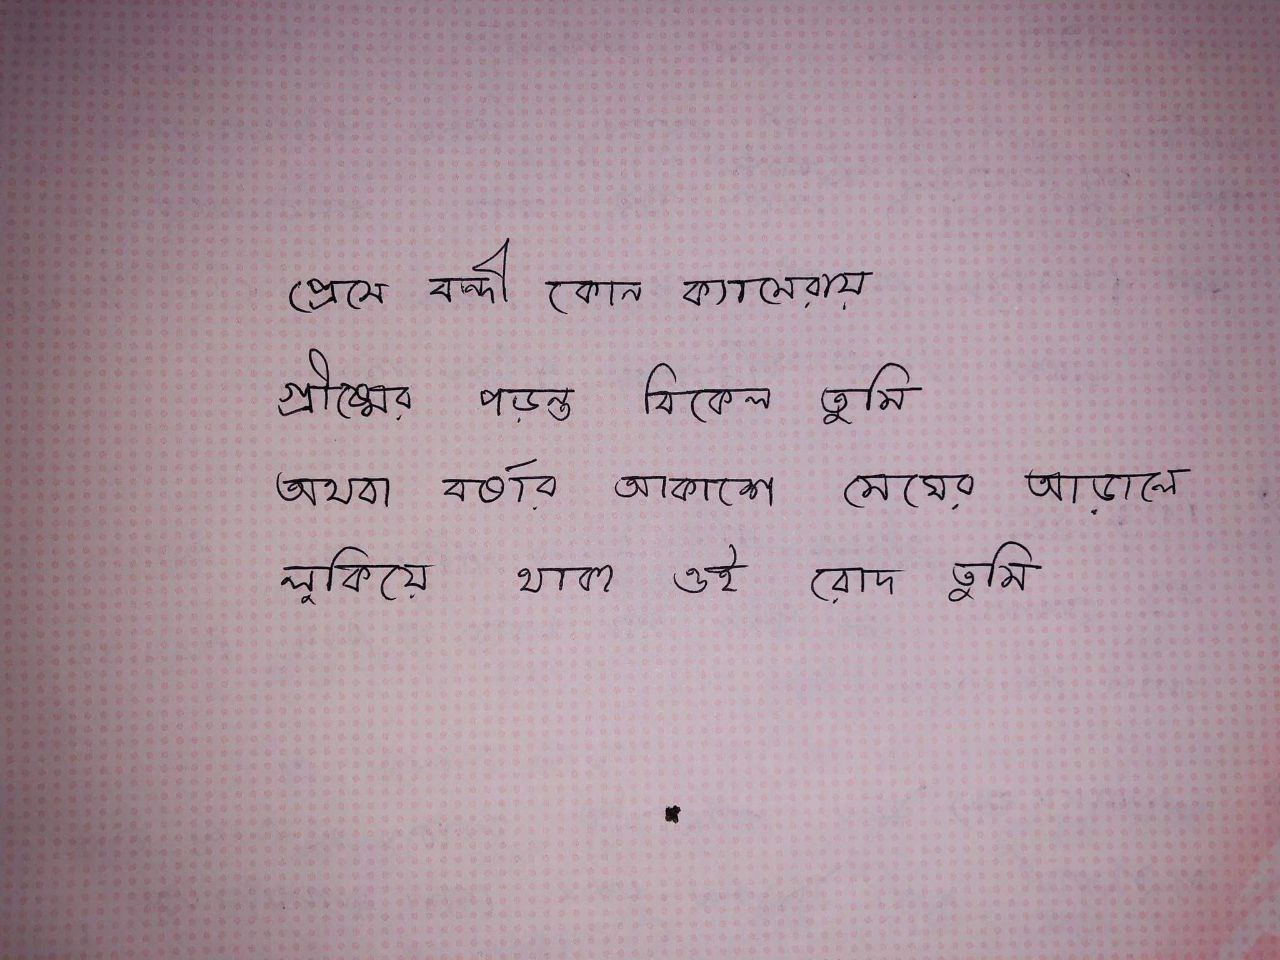 প্রেমে বন্দী কোন ক্যামেরায়
গ্রীষ্মের পড়ন্ত বিকেল তুমি
অথবা বর্ষার আকাশে মেঘের আড়ালে
লুকিয়ে থাকা ওই রোদ তুমি